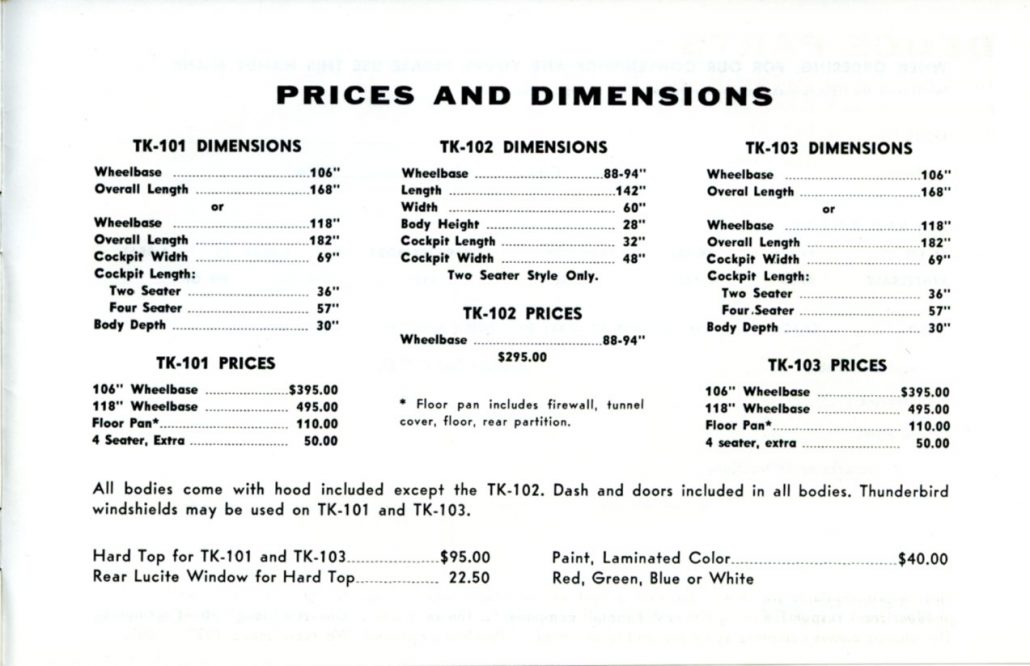 PRICES AND DIMENSIONS
TK-101 DIMENSIONS
Wheelbase ................................106"
Overall Length ..........................168"
or
Wheelbase ................................118"
Overall Length ..........................182"
Cockpit Width .......................... 69"
Cockpit Length:
Two Seater .......................... 36"
Four Seater .......................... 57"
Body Depth ............................... 30"
TK-101 PRICES
106" Wheelbase ....................$395.00
118" Wheelbase .................... 495.00
Floor Pan*............................... 110.00
4 Seater, Extra ....................... 50.00
TK-102 DIMENSIONS
Wheelbase ..............................88-94"
Length ......................................142"
Width ....................................... 60"
Body Height .............................. 28"
Cockpit Length .......................... 32"
Cockpit Width .......................... 48"
Two Seater Style Only.
TK-102 PRICES
Wheelbase ..............................88-94"
$295.00
* Floor pan includes firewall, tunnel
cover, floor, rear partition.
TK-103 DIMENSIONS
Wheelbase ................................106"
Overal Length ..........................168"
or
Wheelbase ................................118"
Overall Length ..........................182"
Cockpit Width .......................... 69"
Cockpit Length:
Two Seater .......................... 36"
Four.Seater .......................... 57"
Body Depth ............................... 30"
TK-103 PRICES
106" Wheelbase ....................$395.00
118" Wheelbase .................... 495.00
Floor Pan*............................... 110.00
4 seater, extra ....................... 50.00
All bodies come with hood included except the TK-102. Dash and doors included in all bodies. Thunderbird
windshields may be used on TK-101 and TK-103.
Hard Top for TK-101 and TK-103....................$95.00
Rear Lucite Window for Hard Top.................. 22.50
Paint, Laminated Color....................................$40.00
Red, Green, Blue or White